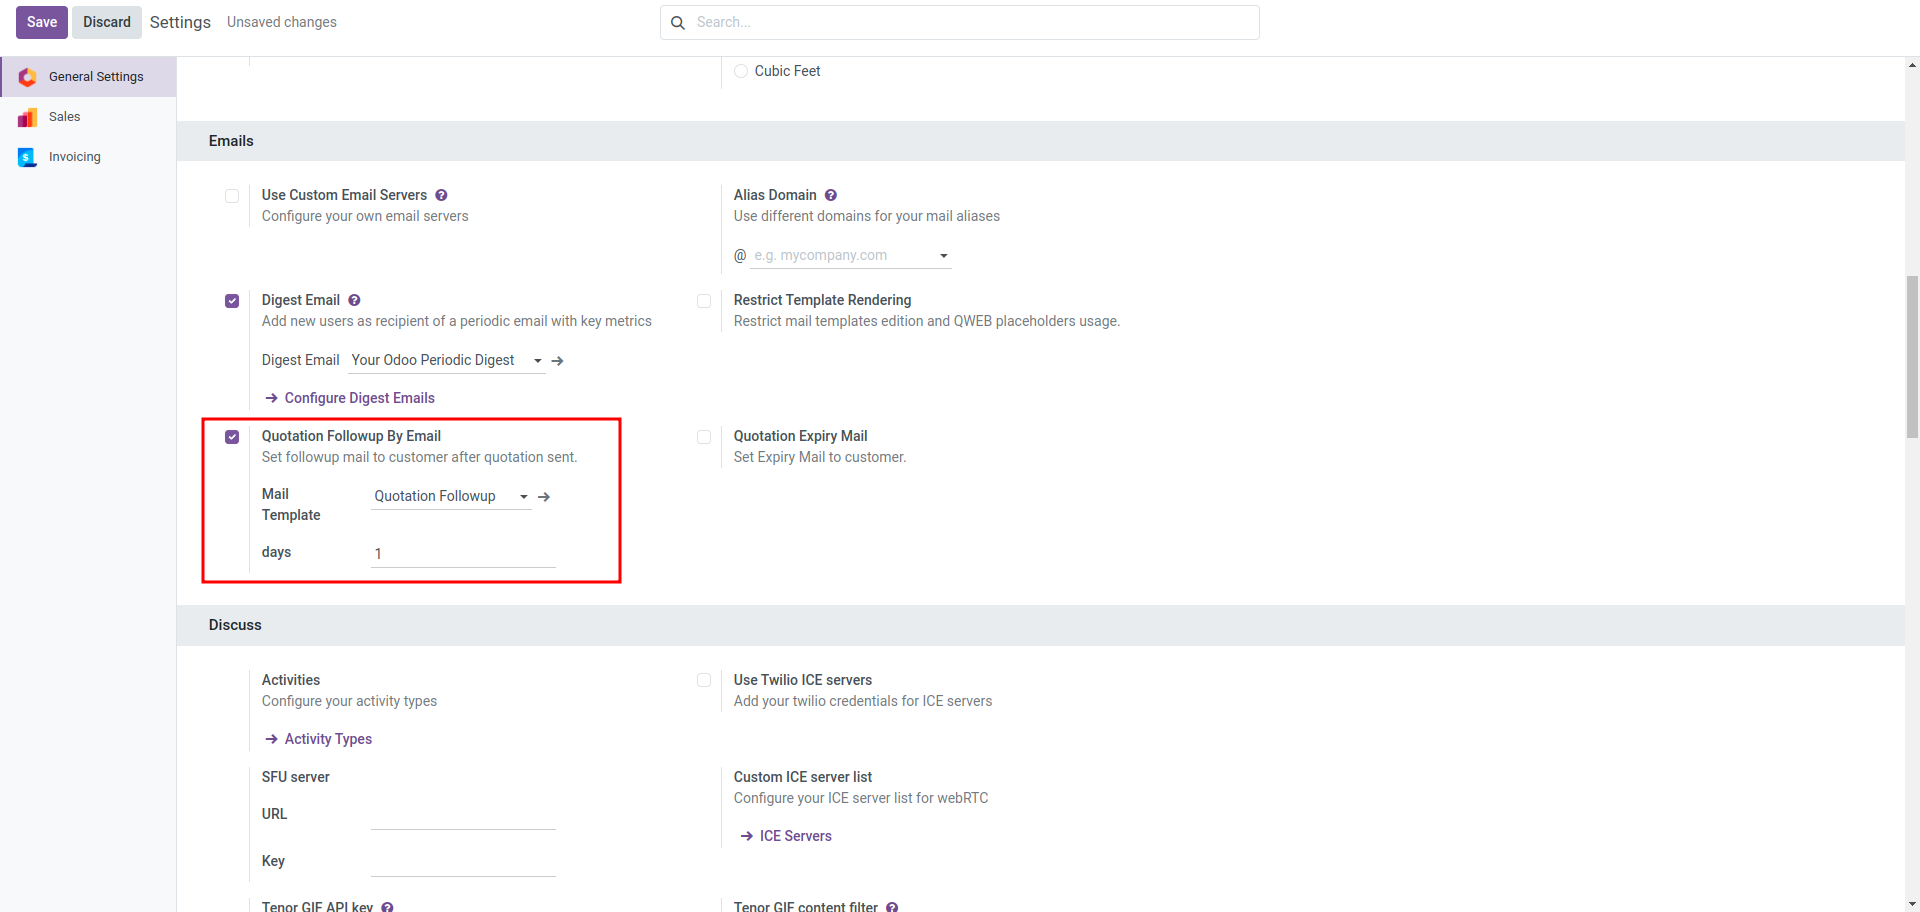 Save Discard Settings Unsaved changes Search...
General Settings
Sales
Invoicing
Cubic Feet
Emails
Use Custom Email Servers ?
Configure your own email servers
Alias Domain ?
Use different domains for your mail aliases
@ e.g. mycompany.com
Digest Email ?
Add new users as recipient of a periodic email with key metrics
Digest Email Your Odoo Periodic Digest
Configure Digest Emails
Restrict Template Rendering
Restrict mail templates edition and QWEB placeholders usage.
Quotation Followup By Email
Set followup mail to customer after quotation sent.
Mail
Template
Quotation Followup
days 1
Quotation Expiry Mail
Set Expiry Mail to customer.
Discuss
Activities
Configure your activity types
Activity Types
Use Twilio ICE servers
Add your twilio credentials for ICE servers
SFU server
URL
Key
Custom ICE server list
Configure your ICE server list for webRTC
ICE Servers
Tenor GIF API key ?
Tenor GIF content filter ?